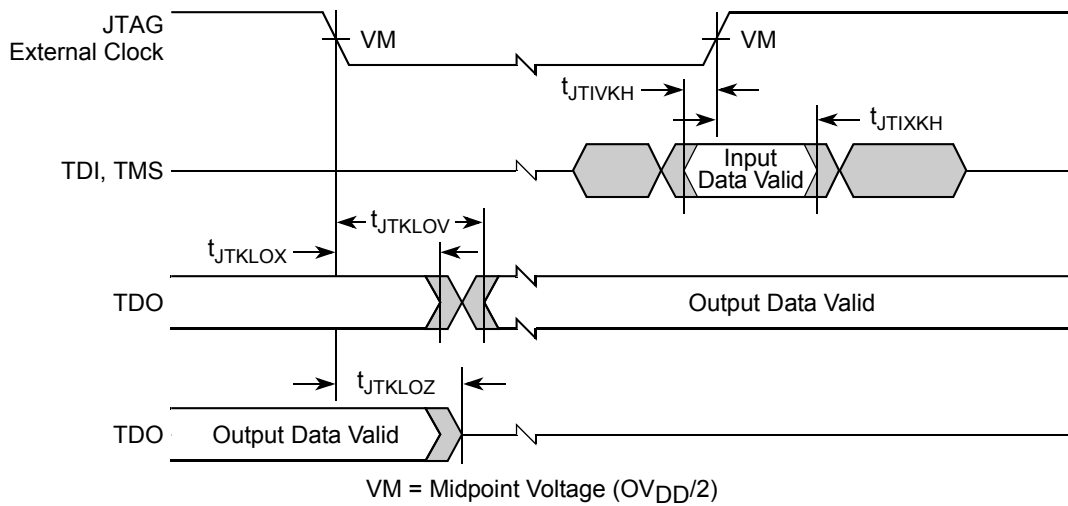 JTAG
External Clock
VM
VM
tJTIVKH
tJTIXKH
TDI, TMS
Input
Data Valid
tJTKLOV
tJTKLOX
TDO
Output Data Valid
tJTKLOZ
TDO
Output Data Valid
VM = Midpoint Voltage (OVDD/2)